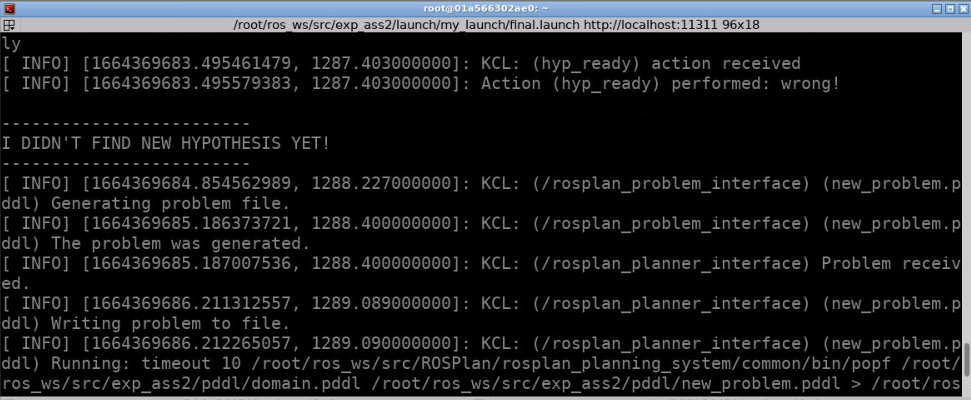 root@01a566302ae0: ~
/root/ros_ws/src/exp_ass2/launch/my_launch/final.launch http://localhost:11311 96x18
ly
[ INFO] [1664369683.495461479, 1287.403000000]: KCL: (hyp_ready) action received
[ INFO] [1664369683.495579383, 1287.403000000]: Action (hyp_ready) performed: wrong!
-------------------------
I DIDN'T FIND NEW HYPOTHESIS YET!
-------------------------
[ INFO] [1664369684.854562989, 1288.227000000]: KCL: (/rosplan_problem_interface) (new_problem.p
ddl) Generating problem file.
[ INFO] [1664369685.186373721, 1288.400000000]: KCL: (/rosplan_problem_interface) (new_problem.p
ddl) The problem was generated.
[ INFO] [1664369685.187007536, 1288.400000000]: KCL: (/rosplan_planner_interface) Problem receiv
ed.
[ INFO] [1664369686.211312557, 1289.089000000]: KCL: (/rosplan_planner_interface) (new_problem.p
ddl) Writing problem to file.
[ INFO] [1664369686.212265057, 1289.090000000]: KCL: (/rosplan_planner_interface) (new_problem.p
ddl) Running: timeout 10 /root/ros_ws/src/ROSPlan/rosplan_planning_system/common/bin/popf /root/
ros_ws/src/exp_ass2/pddl/domain.pddl /root/ros_ws/src/exp_ass2/pddl/new_problem.pddl > /root/ros